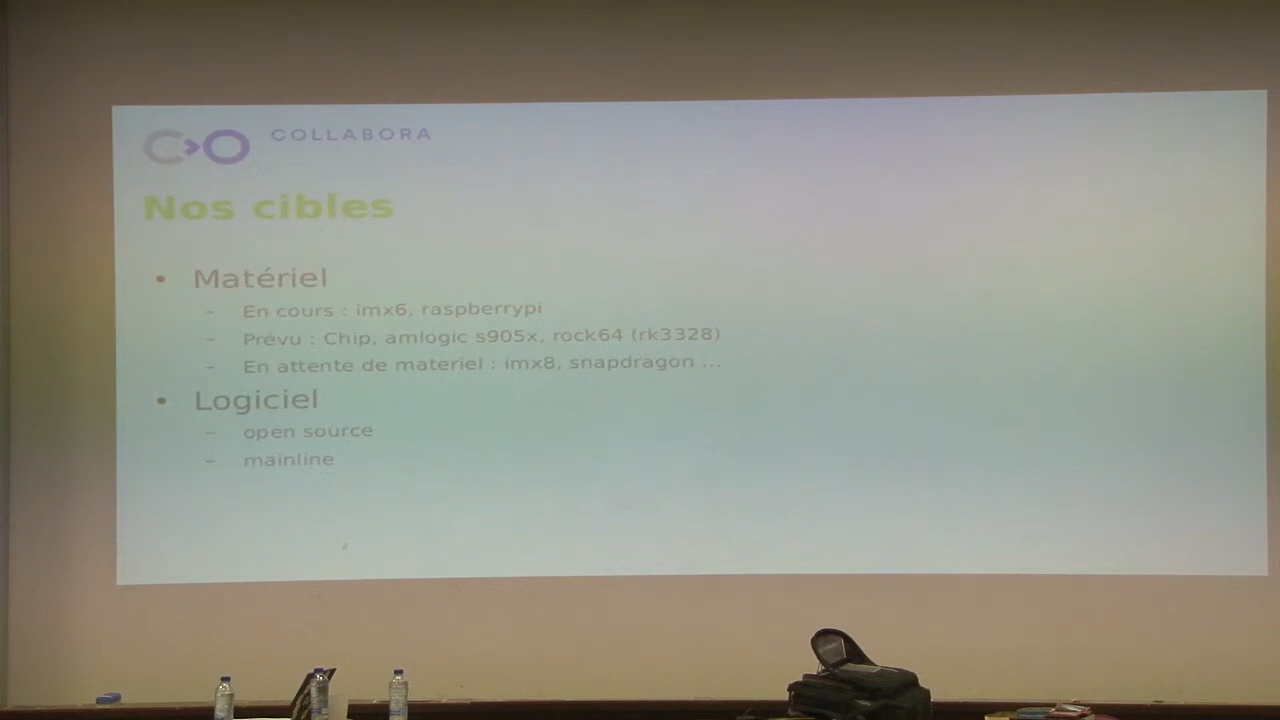 COLLABORA
Nos cibles
• Matériel
– En cours : imx6, raspberrypi
– Prévu : Chip, amlogic s905x, rock64 (rk3328)
– En attente de materiel : imx8, snapdragon ...
• Logiciel
– open source
– mainline